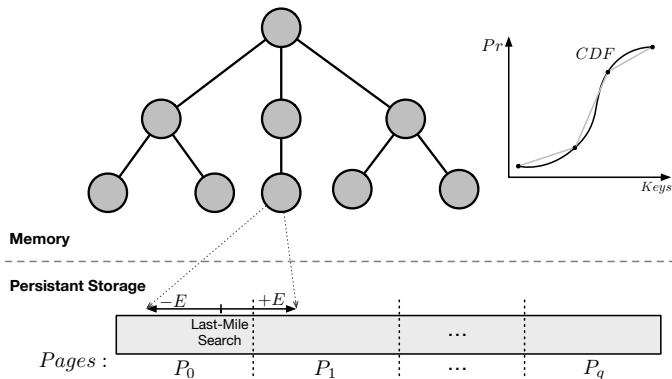 Pr
CDF
Keys
Memory
Persistant Storage
−E
+E
Last-Mile
Search
...
Pages :
P0
P1
...
Pq